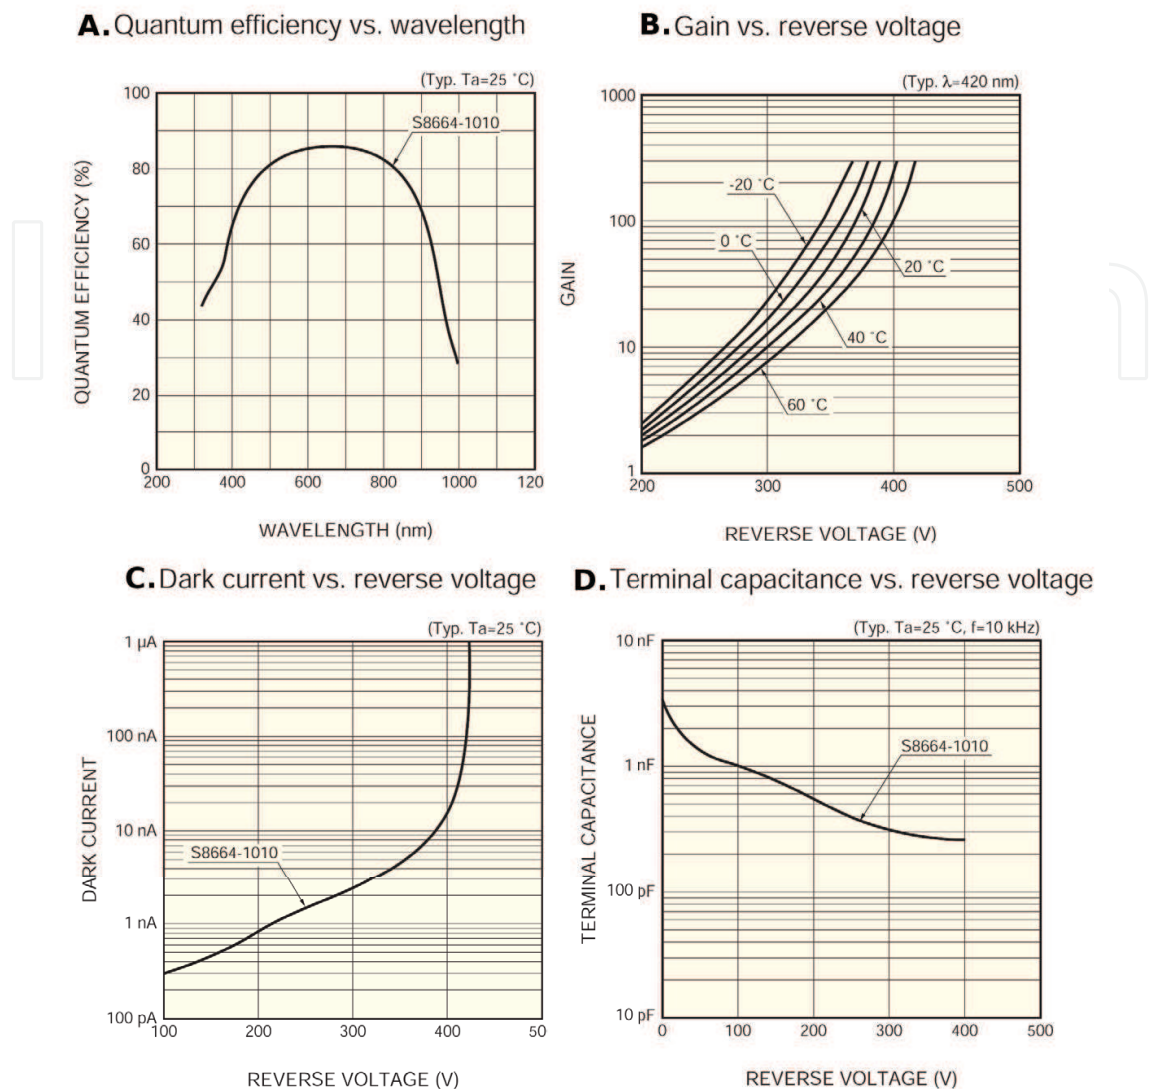 A. Quantum efficiency vs. wavelength
(Typ. Ta=25 ˚C)
QUANTUM EFFICIENCY (%)
100
80
60
40
20
0
S8664-1010
200 400 600 800 1000 120
WAVELENGTH (nm)
B. Gain vs. reverse voltage
(Typ. λ=420 nm)
GAIN
1000
100
10
1
-20 ˚C
0 ˚C
20 ˚C
40 ˚C
60 ˚C
200 300 400 500
REVERSE VOLTAGE (V)
C. Dark current vs. reverse voltage
(Typ. Ta=25 ˚C)
DARK CURRENT
1 µA
100 nA
10 nA
1 nA
100 pA
S8664-1010
100 200 300 400 50
REVERSE VOLTAGE (V)
D. Terminal capacitance vs. reverse voltage
(Typ. Ta=25 ˚C, f=10 kHz)
TERMINAL CAPACITANCE
10 nF
1 nF
100 pF
10 pF
S8664-1010
0 100 200 300 400 500
REVERSE VOLTAGE (V)